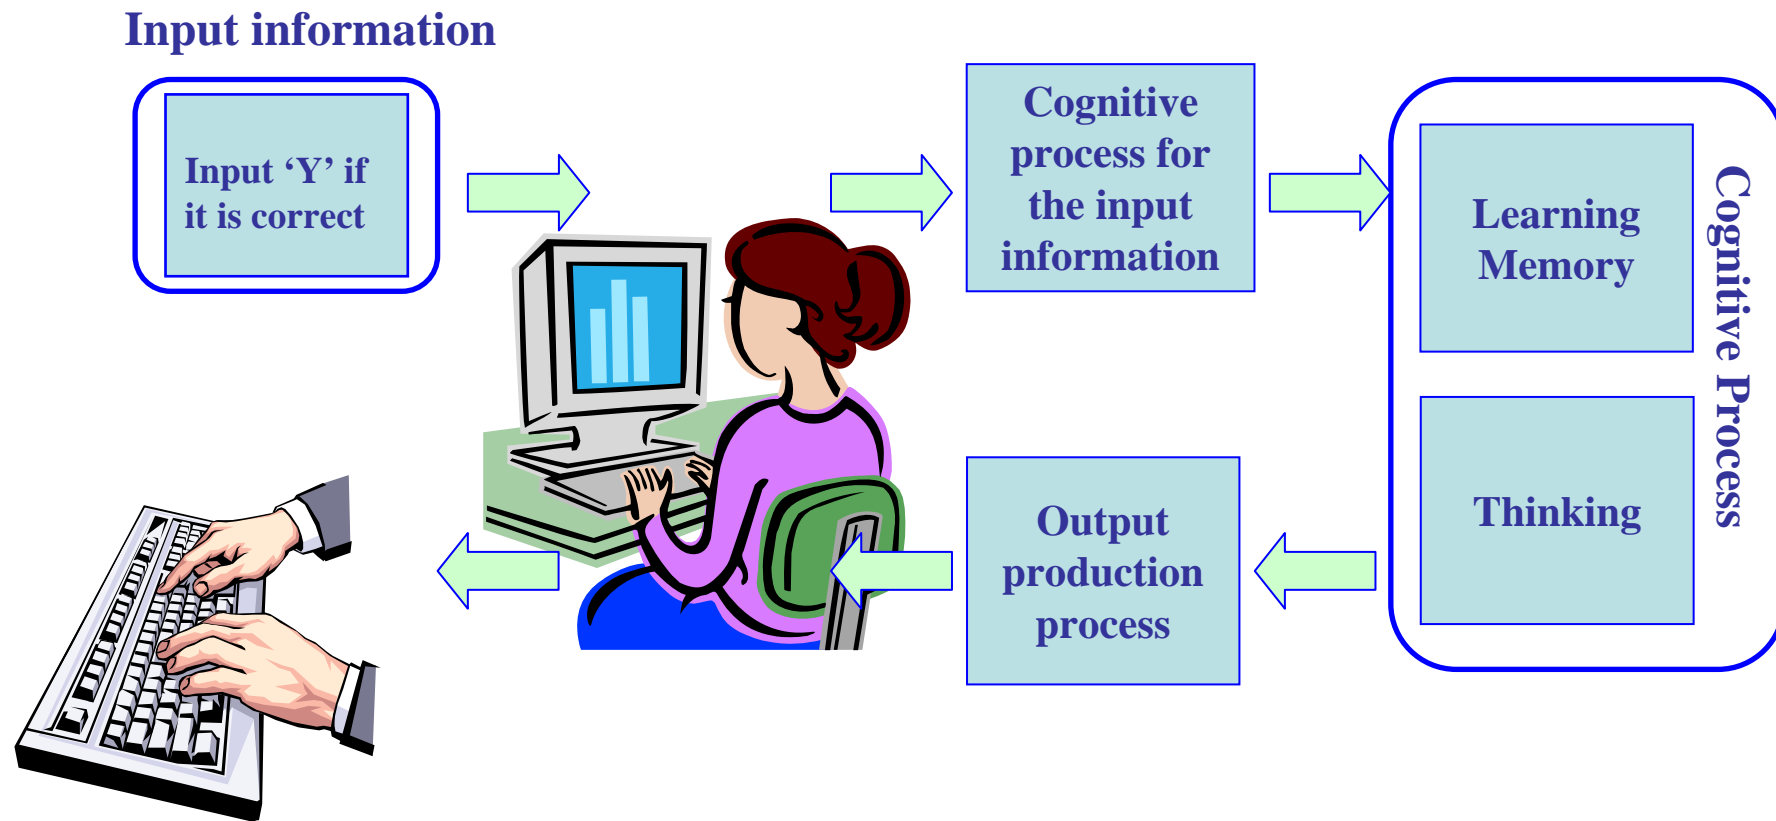 Input information
Input ‘Y’ if
it is correct
Cognitive
process for
the input
information
Learning
Memory
Cognitive Process
Thinking
Output
production
process